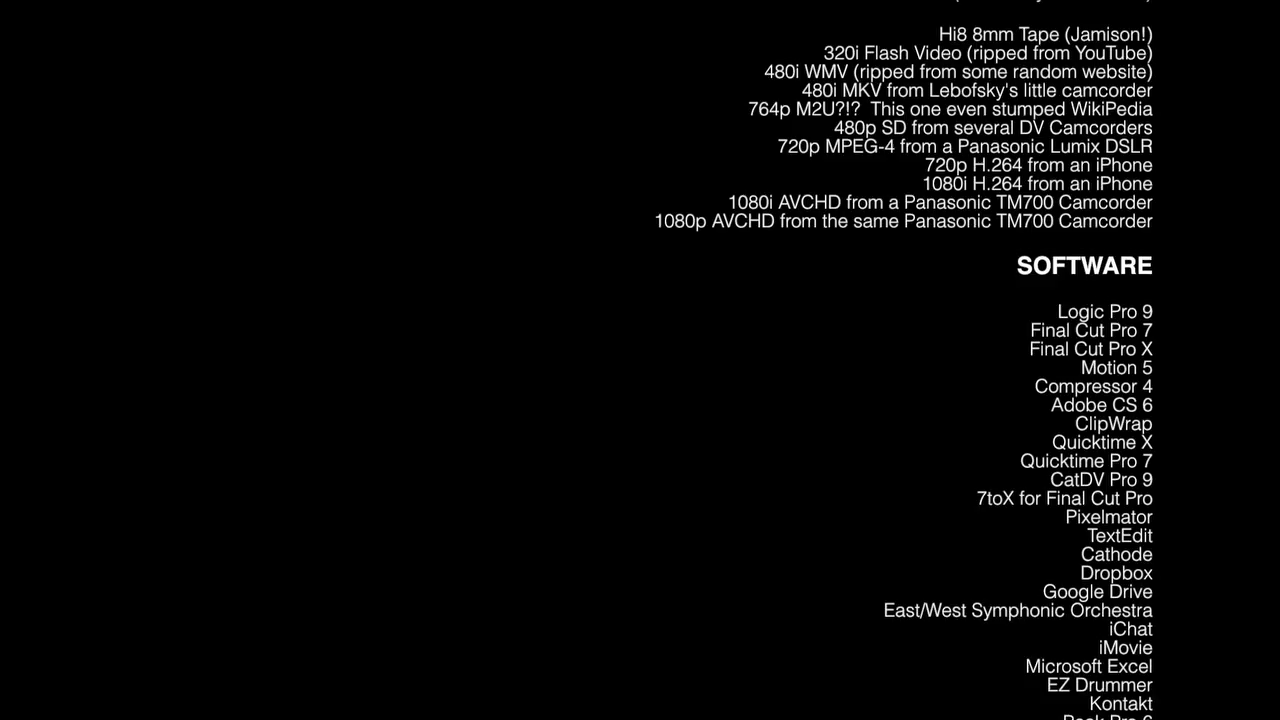 Hi8 8mm Tape (Jamison!)
320i Flash Video (ripped from YouTube)
480i WMV (ripped from some random website)
480i MKV from Lebofsky's little camcorder
764p M2U?!?  This one even stumped WikiPedia
480p SD from several DV Camcorders
720p MPEG-4 from a Panasonic Lumix DSLR
720p H.264 from an iPhone
1080i H.264 from an iPhone
1080i AVCHD from a Panasonic TM700 Camcorder
1080p AVCHD from the same Panasonic TM700 Camcorder
SOFTWARE
Logic Pro 9
Final Cut Pro 7
Final Cut Pro X
Motion 5
Compressor 4
Adobe CS 6
ClipWrap
Quicktime X
Quicktime Pro 7
CatDV Pro 9
7toX for Final Cut Pro
Pixelmator
TextEdit
Cathode
Dropbox
Google Drive
East/West Symphonic Orchestra
iChat
iMovie
Microsoft Excel
EZ Drummer
Kontakt